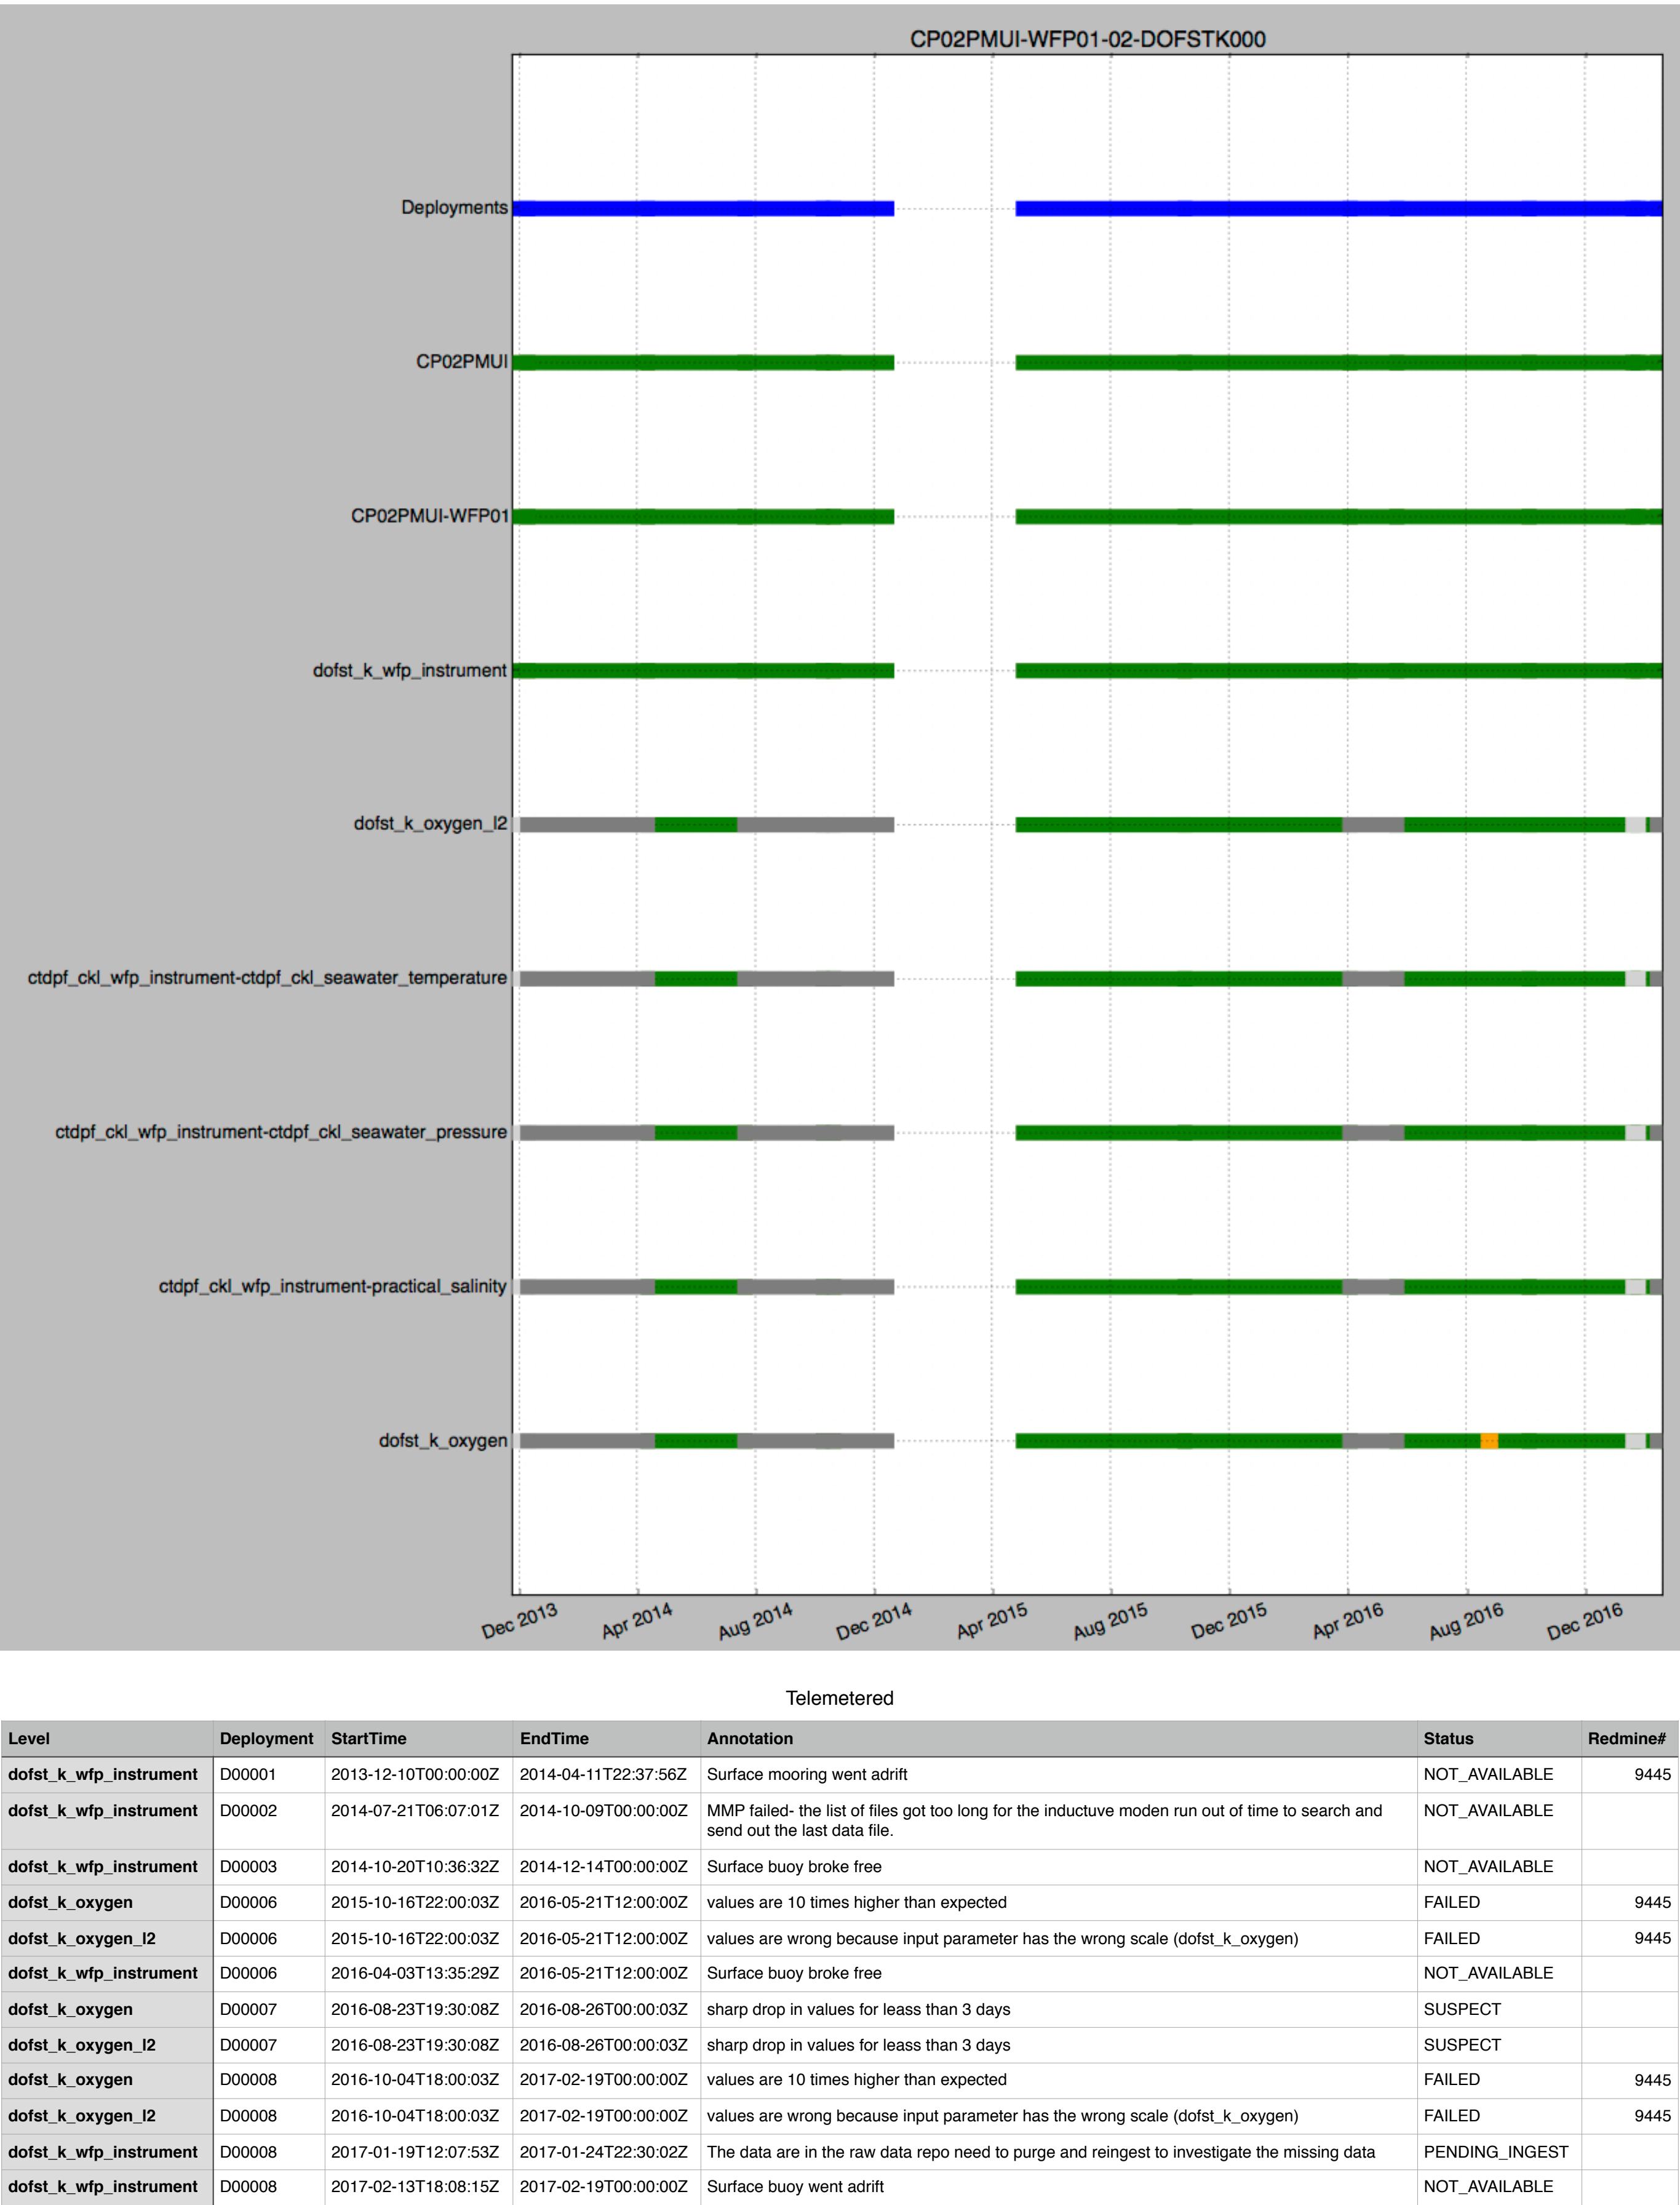 CP02PMUI-WFP01-02-DOFSTK000
Deployments
CP02PMUI
CP02PMUI-WFP01
dofst_k_wfp_instrument
dofst_k_oxygen_l2
ctdpf_ckl_wfp_instrument-ctdpf_ckl_seawater_temperature
ctdpf_ckl_wfp_instrument-ctdpf_ckl_seawater_pressure
ctdpf_ckl_wfp_instrument-practical_salinity
dofst_k_oxygen
Dec 2013 Apr 2014 Aug 2014 Dec 2014 Apr 2015 Aug 2015 Dec 2015 Apr 2016 Aug 2016 Dec 2016
Telemetered
Level Deployment StartTime EndTime Annotation Status Redmine#
dofst_k_wfp_instrument D00001 2013-12-10T00:00:00Z 2014-04-11T22:37:56Z Surface mooring went adrift NOT_AVAILABLE 9445
dofst_k_wfp_instrument D00002 2014-07-21T06:07:01Z 2014-10-09T00:00:00Z MMP failed- the list of files got too long for the inductuve moden run out of time to search and NOT_AVAILABLE
send out the last data file.
dofst_k_wfp_instrument D00003 2014-10-20T10:36:32Z 2014-12-14T00:00:00Z Surface buoy broke free NOT_AVAILABLE
dofst_k_oxygen D00006 2015-10-16T22:00:03Z 2016-05-21T12:00:00Z values are 10 times higher than expected FAILED 9445
dofst_k_oxygen_l2 D00006 2015-10-16T22:00:03Z 2016-05-21T12:00:00Z values are wrong because input parameter has the wrong scale (dofst_k_oxygen) FAILED 9445
dofst_k_wfp_instrument D00006 2016-04-03T13:35:29Z 2016-05-21T12:00:00Z Surface buoy broke free NOT_AVAILABLE
dofst_k_oxygen D00007 2016-08-23T19:30:08Z 2016-08-26T00:00:03Z sharp drop in values for leass than 3 days SUSPECT
dofst_k_oxygen_l2 D00007 2016-08-23T19:30:08Z 2016-08-26T00:00:03Z sharp drop in values for leass than 3 days SUSPECT
dofst_k_oxygen D00008 2016-10-04T18:00:03Z 2017-02-19T00:00:00Z values are 10 times higher than expected FAILED 9445
dofst_k_oxygen_l2 D00008 2016-10-04T18:00:03Z 2017-02-19T00:00:00Z values are wrong because input parameter has the wrong scale (dofst_k_oxygen) FAILED 9445
dofst_k_wfp_instrument D00008 2017-01-19T12:07:53Z 2017-01-24T22:30:02Z The data are in the raw data repo need to purge and reingest to investigate the missing data PENDING_INGEST
dofst_k_wfp_instrument D00008 2017-02-13T18:08:15Z 2017-02-19T00:00:00Z Surface buoy went adrift NOT_AVAILABLE